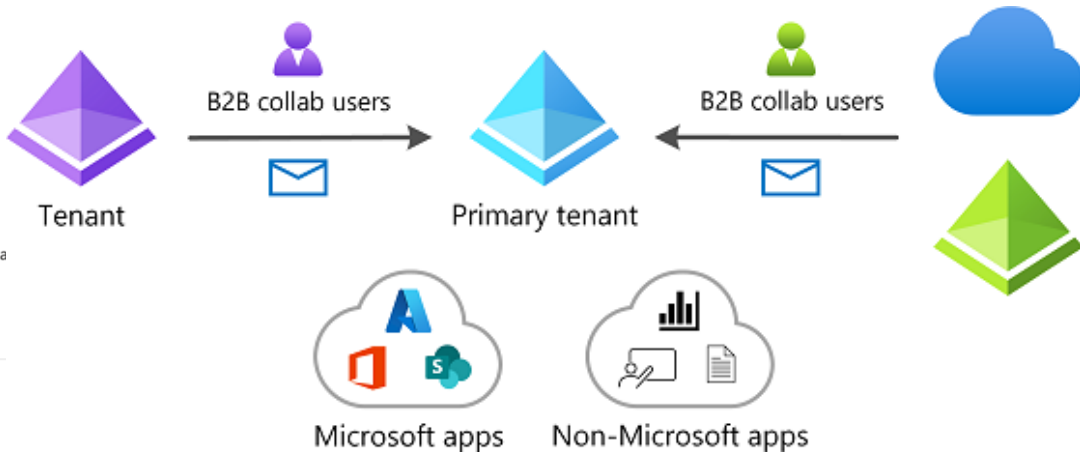 B2B collab users
B2B collab users
Tenant
Primary tenant
a
S
Microsoft apps
Non-Microsoft apps